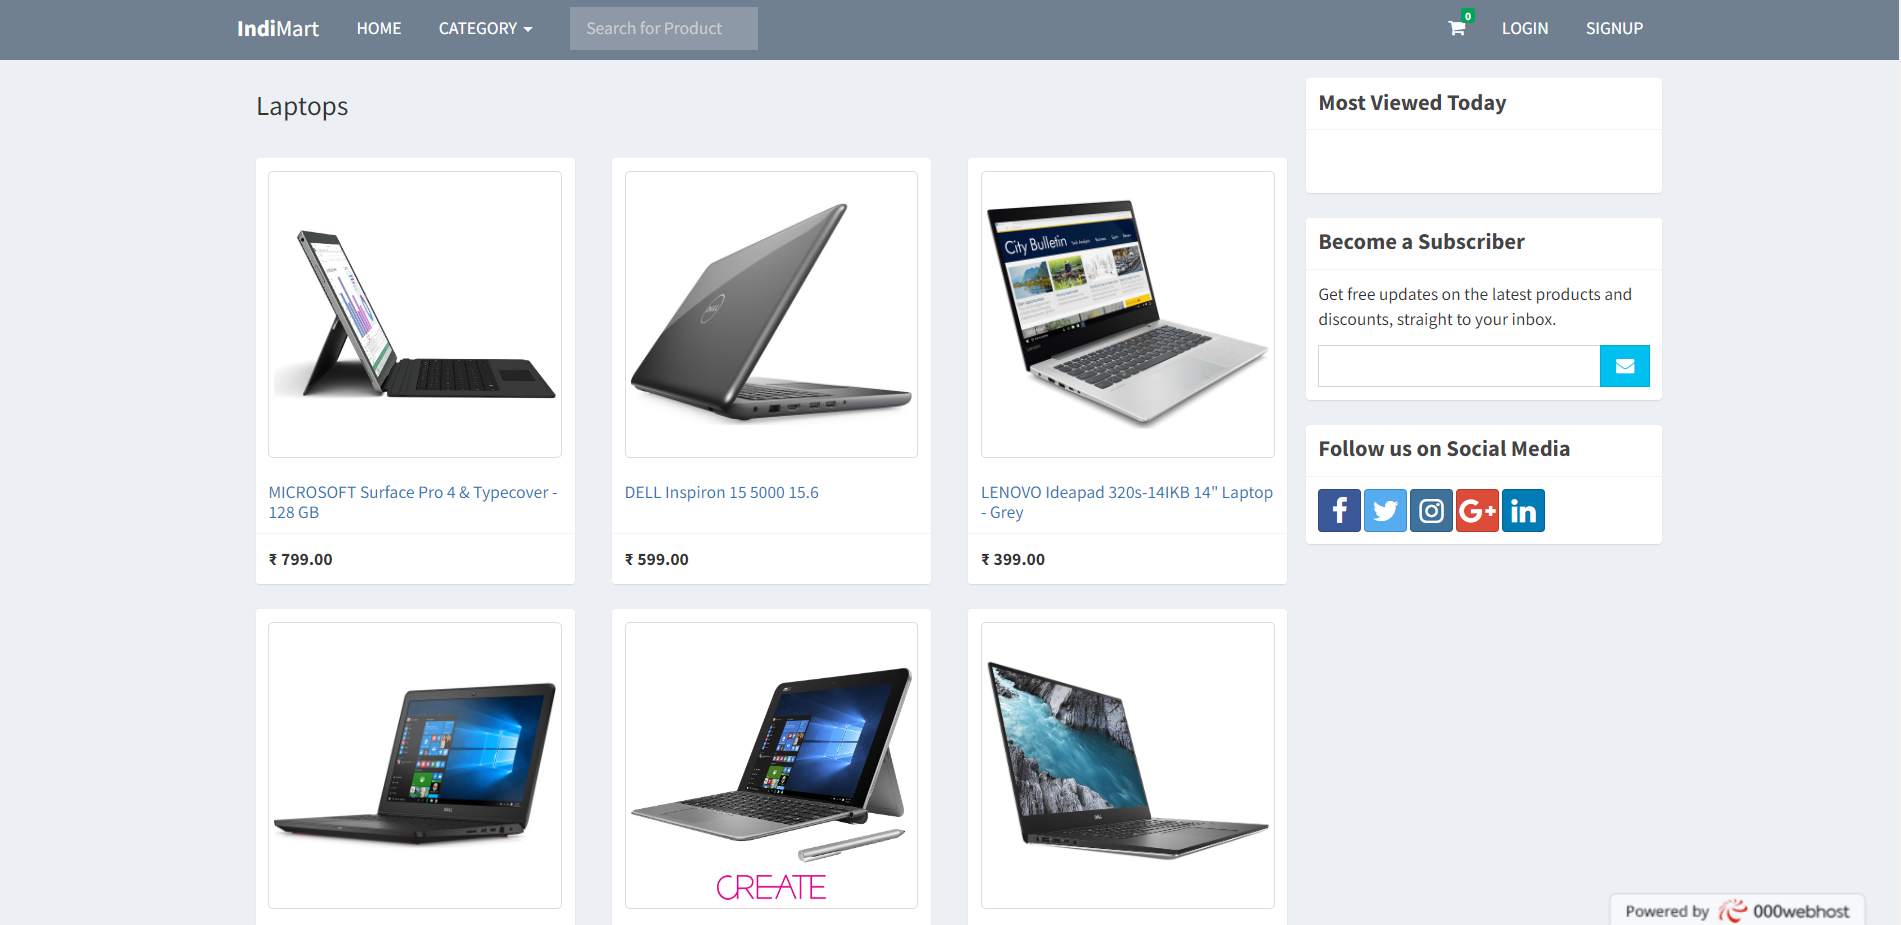 IndiMart HOME CATEGORY Search for Product 0 LOGIN SIGNUP
Laptops
MICROSOFT Surface Pro 4 & Typecover -
128 GB
₹ 799.00
DELL Inspiron 15 5000 15.6
₹ 599.00
City Bulletin
LENOVO Ideapad 320s-14IKB 14" Laptop
- Grey
₹ 399.00
DELL
CREATE
DELL
Most Viewed Today
Become a Subscriber
Get free updates on the latest products and
discounts, straight to your inbox.
Follow us on Social Media
Powered by 000webhost